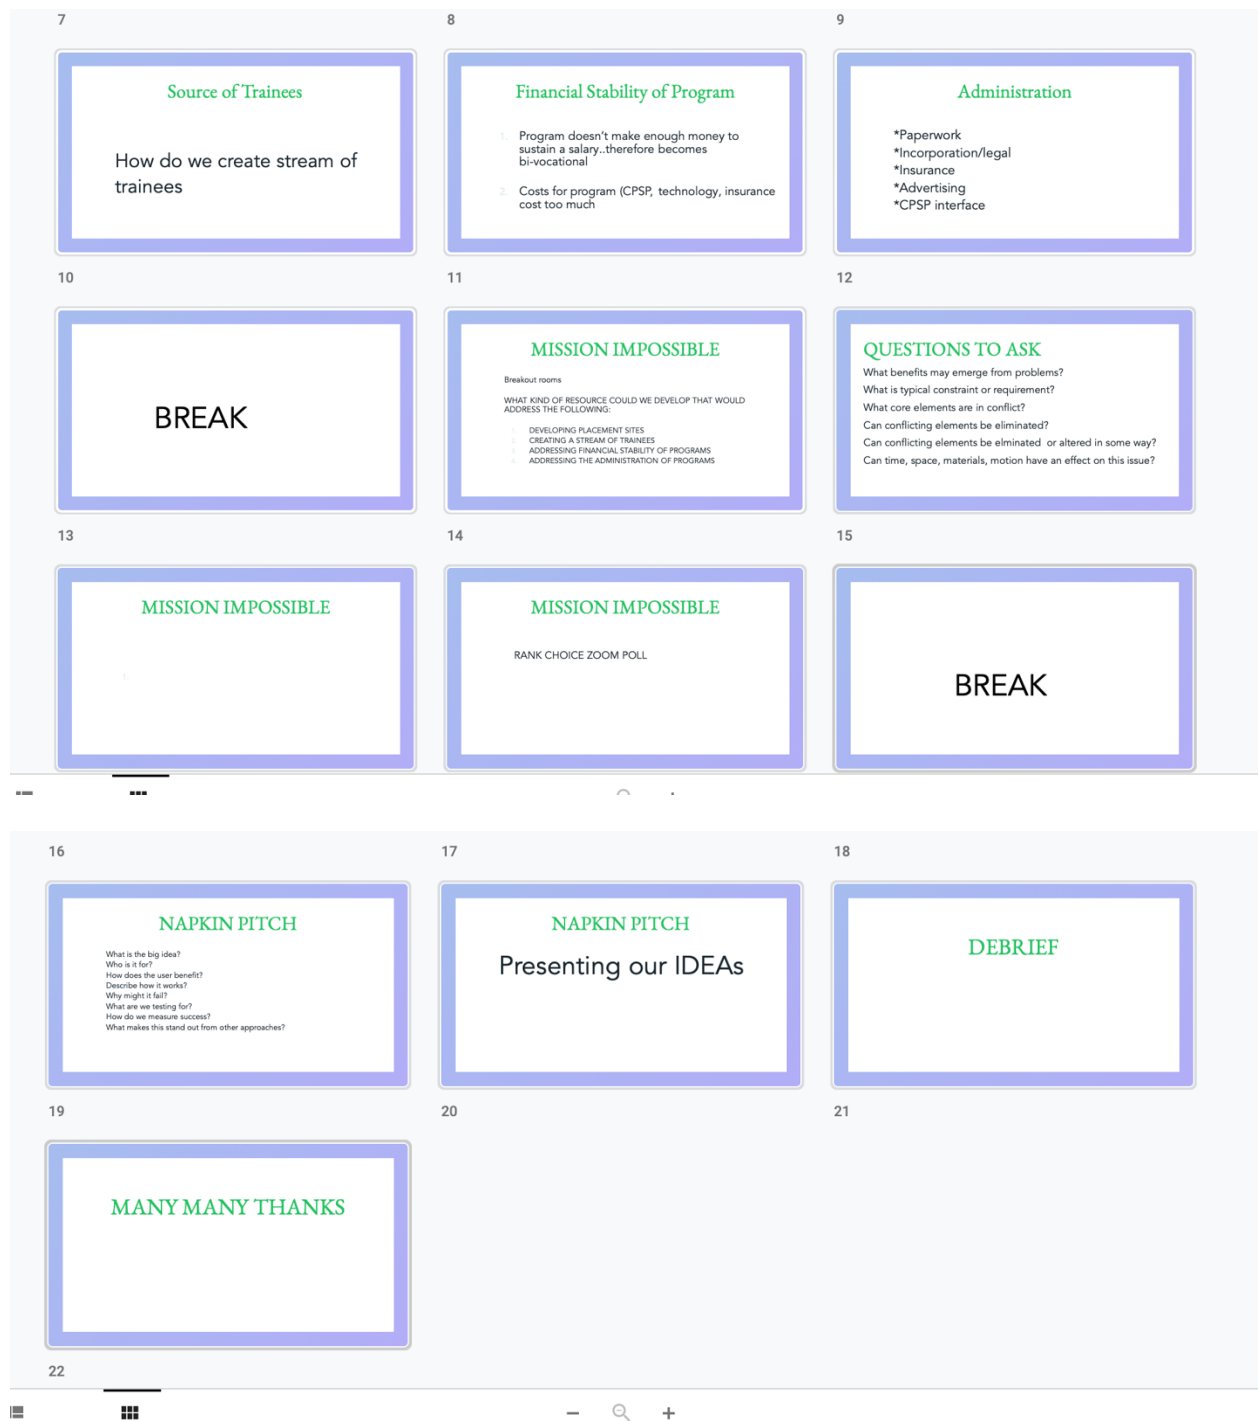 7
8
9
Source of Trainees
How do we create stream of
trainees
Financial Stability of Program
1. Program doesn't make enough money to
sustain a salary..therefore becomes
bi-vocational
2. Costs for program (CPSP, technology, insurance
cost too much
Administration
*Paperwork
*Incorporation/legal
*Insurance
*Advertising
*CPSP interface
10
11
12
BREAK
MISSION IMPOSSIBLE
Breakout rooms
WHAT KIND OF RESOURCE COULD WE DEVELOP THAT WOULD
ADDRESS THE FOLLOWING:
1. DEVELOPING PLACEMENT SITES
2. CREATING A STREAM OF TRAINEES
3. ADDRESSING FINANCIAL STABILITY OF PROGRAMS
4. ADDRESSING THE ADMINISTRATION OF PROGRAMS
QUESTIONS TO ASK
What benefits may emerge from problems?
What is typical constraint or requirement?
What core elements are in conflict?
Can conflicting elements be eliminated?
Can conflicting elements be elminated or altered in some way?
Can time, space, materials, motion have an effect on this issue?
13
14
15
MISSION IMPOSSIBLE
1.
MISSION IMPOSSIBLE
RANK CHOICE ZOOM POLL
BREAK
16
17
18
NAPKIN PITCH
What is the big idea?
Who is it for?
How does the user benefit?
Describe how it works?
Why might it fail?
What are we testing for?
How do we measure success?
What makes this stand out from other approaches?
NAPKIN PITCH
Presenting our IDEAs
DEBRIEF
19
20
21
MANY MANY THANKS
22